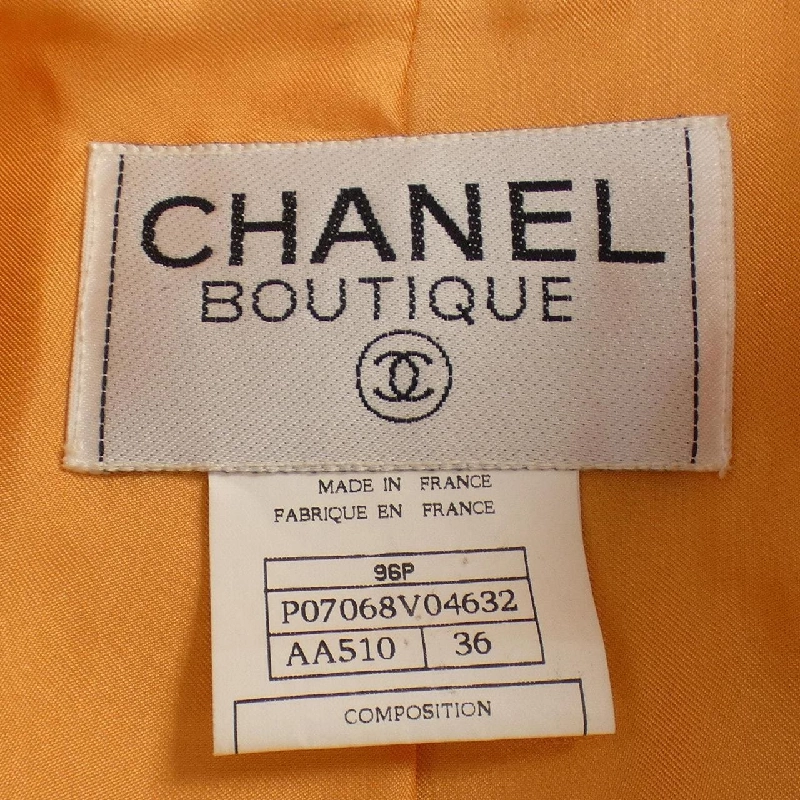 CHANEL
BOUTIQUE
MADE IN FRANCE
FABRIQUE EN FRANCE
96P
P07068V04632
AA510 36
COMPOSITION